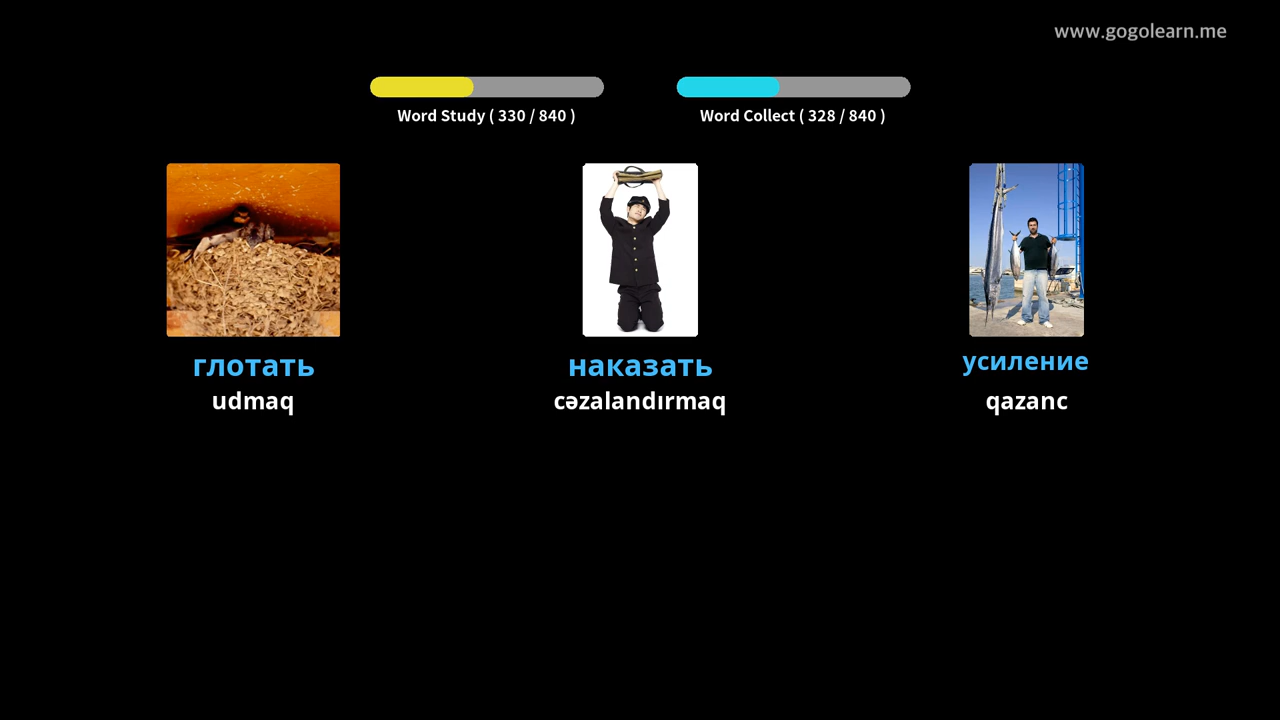 www.gogolearn.me
Word Study ( 330 / 840 )
Word Collect ( 328 / 840 )
глотать
наказать
усиление
udmaq
cəzalandırmaq
qazanc